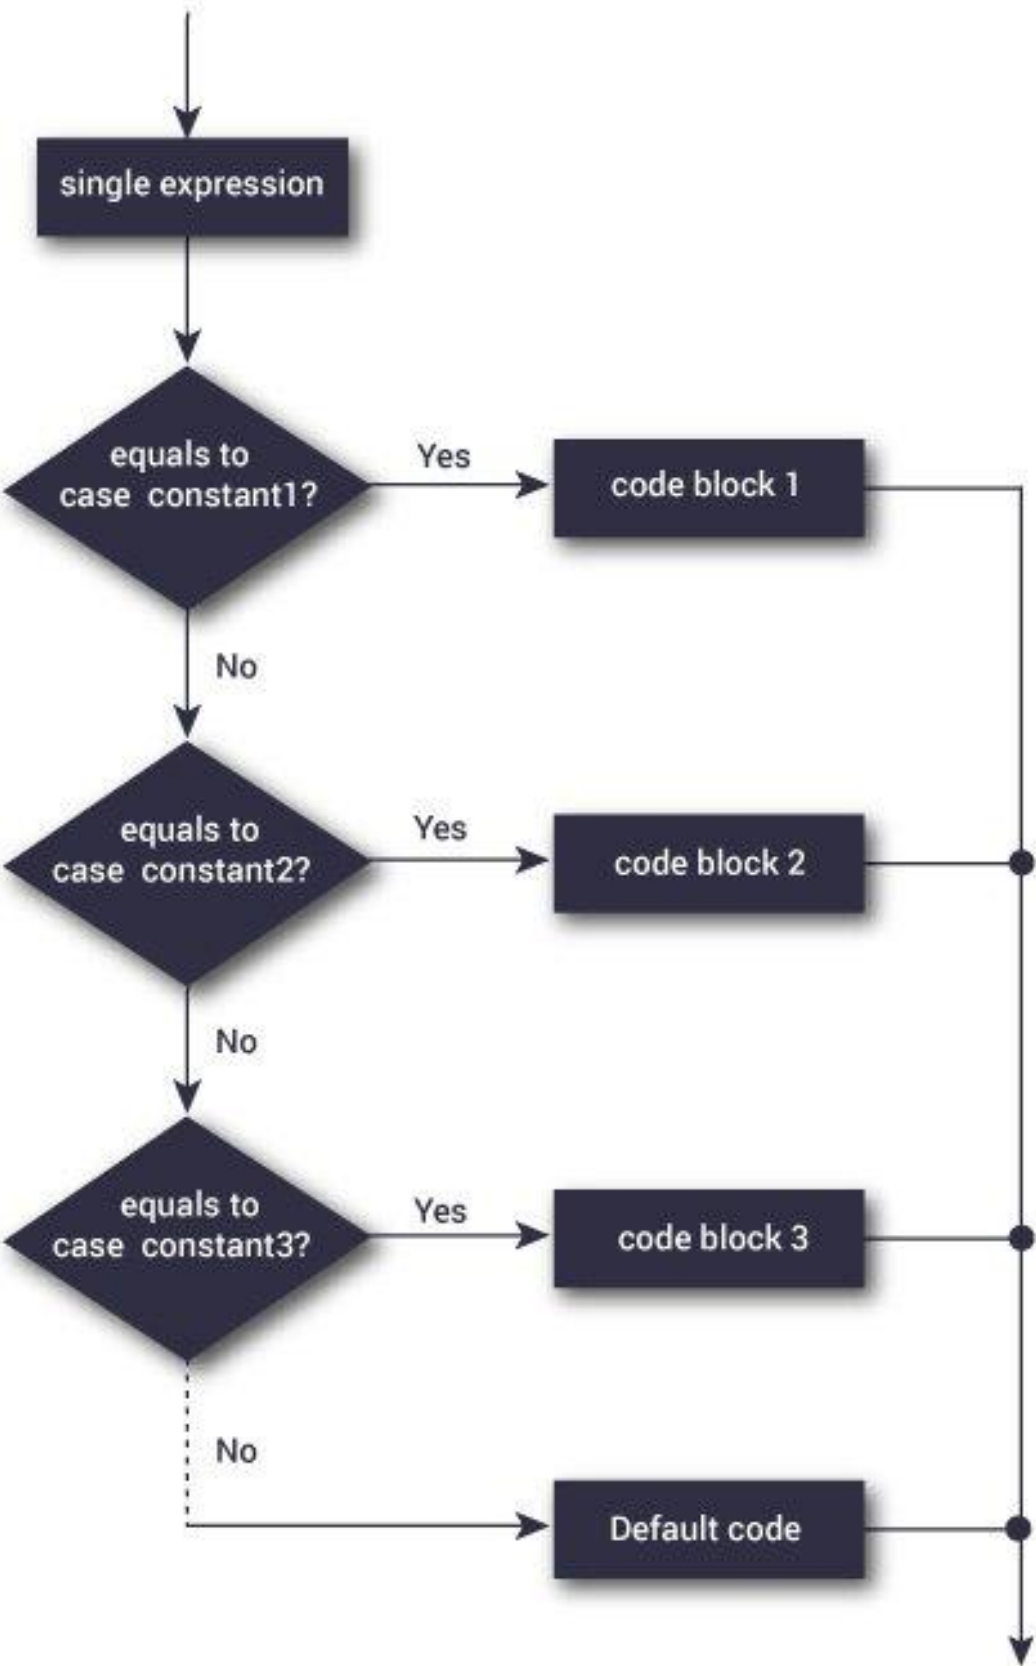 single expression
equals to
case constant1?
Yes
code block 1
No
equals to
case constant2?
Yes
code block 2
No
equals to
case constant3?
Yes
code block 3
No
Default code